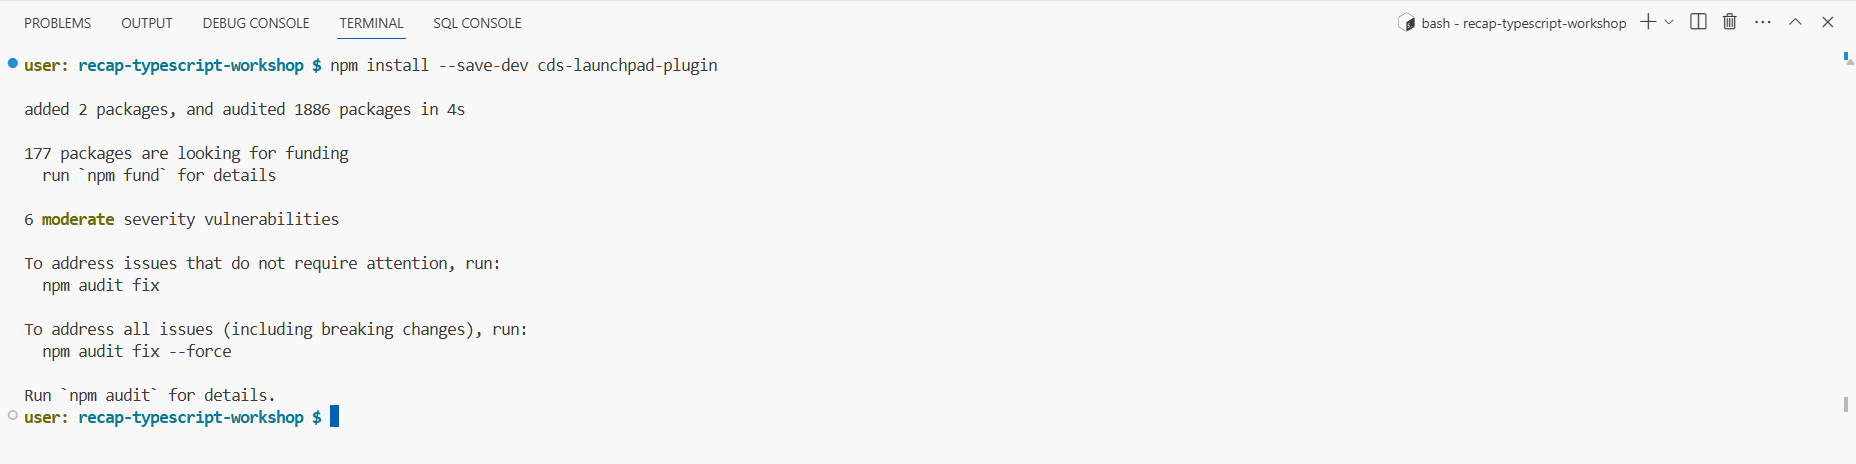 PROBLEMS OUTPUT DEBUG CONSOLE TERMINAL SQL CONSOLE bash - recap-typescript-workshop
user: recap-typescript-workshop $ npm install --save-dev cds-launchpad-plugin
added 2 packages, and audited 1886 packages in 4s
177 packages are looking for funding
run `npm fund` for details
6 moderate severity vulnerabilities
To address issues that do not require attention, run:
npm audit fix
To address all issues (including breaking changes), run:
npm audit fix --force
Run `npm audit` for details.
user: recap-typescript-workshop $